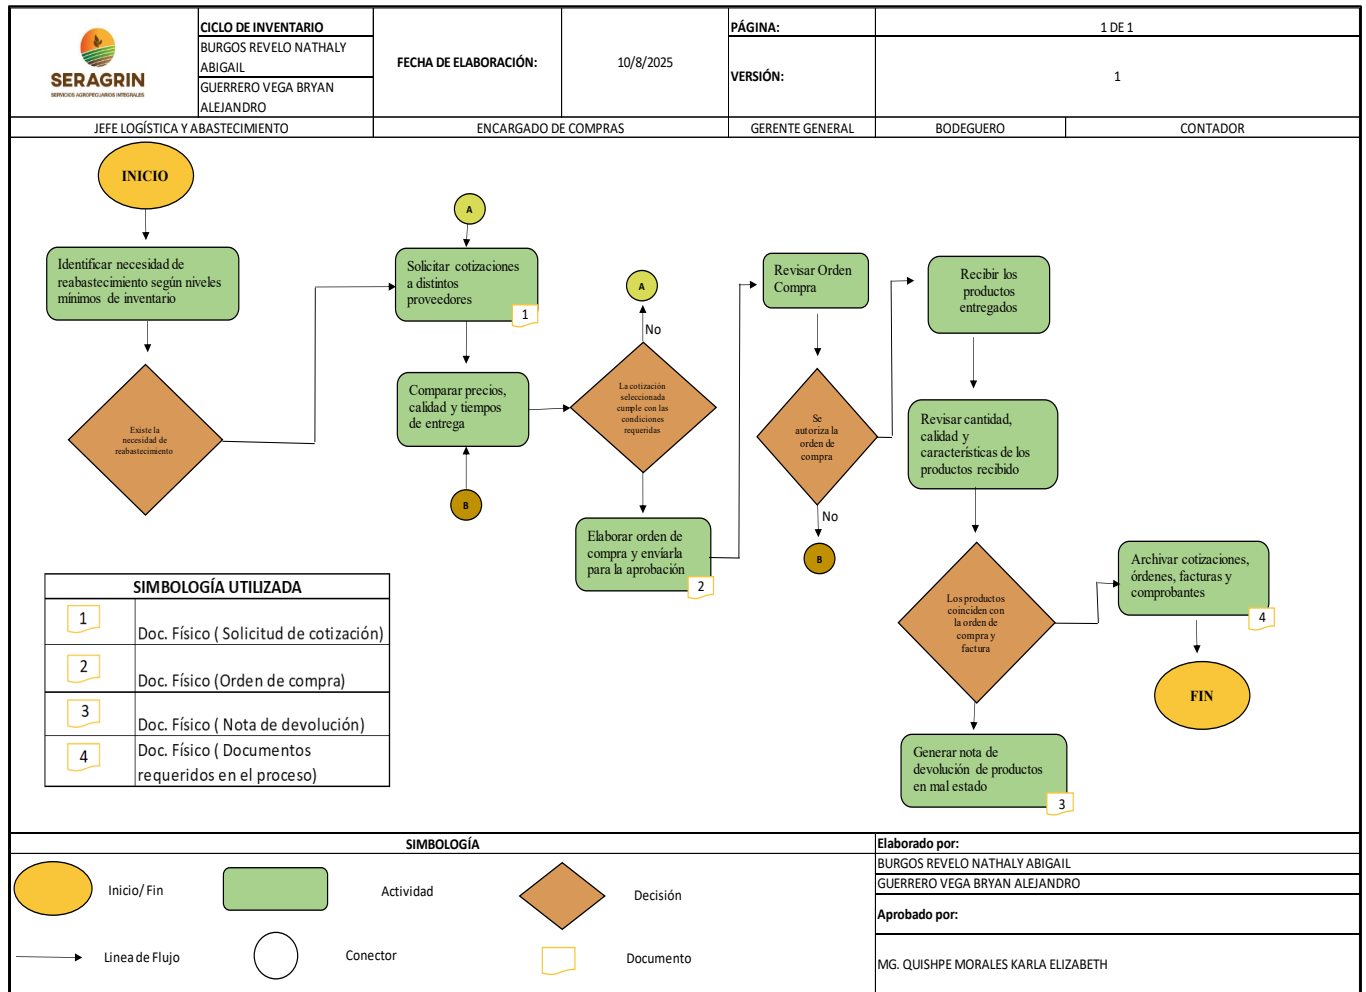 SERAGRIN
SERVICIOS AGROPECUARIOS INTEGRALES
CICLO DE INVENTARIO
BURGOS REVELO NATHALY
ABIGAIL
GUERRERO VEGA BRYAN
ALEJANDRO
FECHA DE ELABORACIÓN:
10/8/2025
PÁGINA:
1 DE 1
VERSIÓN:
1
JEFE LOGÍSTICA Y ABASTECIMIENTO
ENCARGADO DE COMPRAS
GERENTE GENERAL
BODEGUERO
CONTADOR
INICIO
Identificar necesidad de
reabastecimiento según niveles
mínimos de inventario
Existe la
necesidad de
reabastecimiento
A
Solicitar cotizaciones
a distintos
proveedores
1
Comparar precios,
calidad y tiempos
de entrega
B
A
No
La cotización
seleccionada
cumple con las
condiciones
requeridas
Elaborar orden de
compra y envíarla
para la aprobación
2
Revisar Orden
Compra
Se
autoriza la
orden de
compra
No
B
Recibir los
productos
entregados
Revisar cantidad,
calidad y
características de los
productos recibido
Los productos
coinciden con
la orden de
compra y
factura
Generar nota de
devolución de productos
en mal estado
3
Archivar cotizaciones,
órdenes, facturas y
comprobantes
4
FIN
SIMBOLOGÍA UTILIZADA
1
Doc. Físico ( Solicitud de cotización)
2
Doc. Físico (Orden de compra)
3
Doc. Físico ( Nota de devolución)
4
Doc. Físico ( Documentos
requeridos en el proceso)
SIMBOLOGÍA
Inicio/ Fin
Actividad
Decisión
Linea de Flujo
Conector
Documento
Elaborado por:
BURGOS REVELO NATHALY ABIGAIL
GUERRERO VEGA BRYAN ALEJANDRO
Aprobado por:
MG. QUISHPE MORALES KARLA ELIZABETH